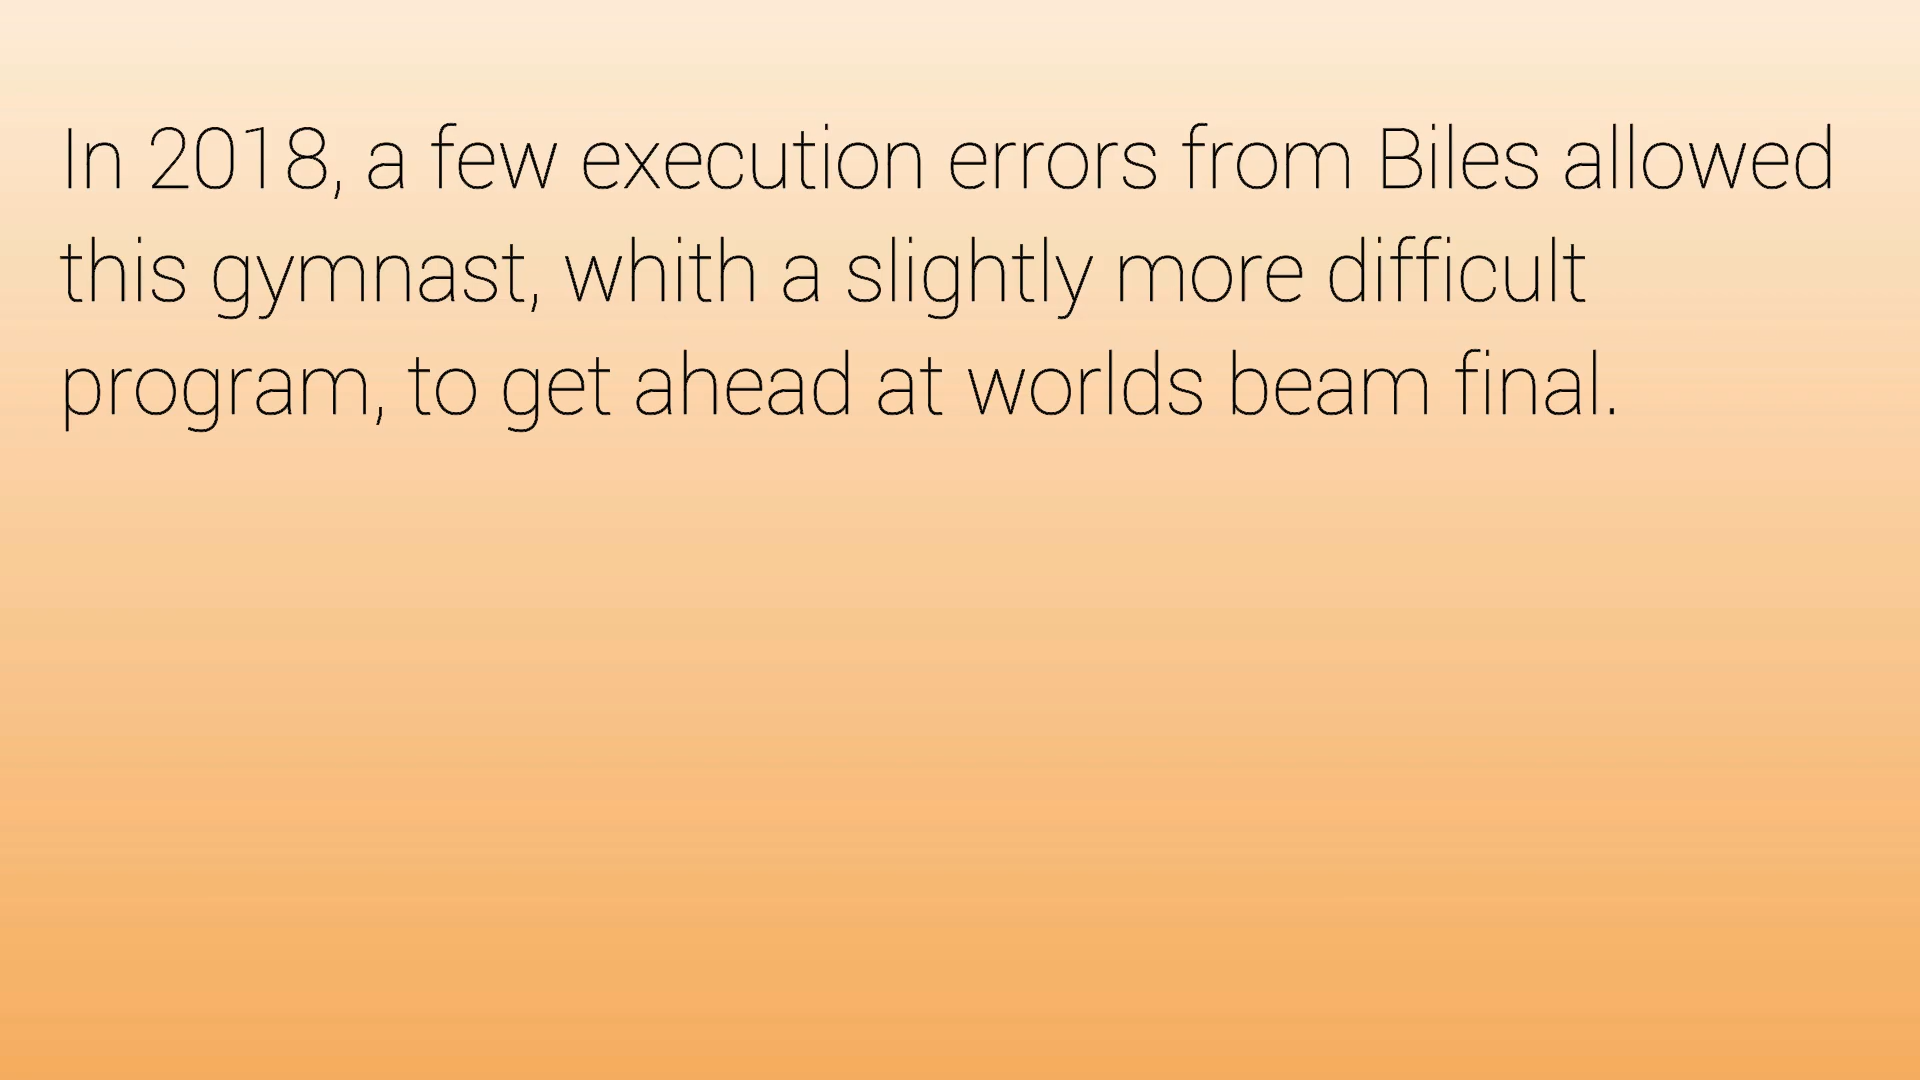 In 2018, a few execution errors from Biles allowed
this gymnast, whith a slightly more difficult
program, to get ahead at worlds beam final.